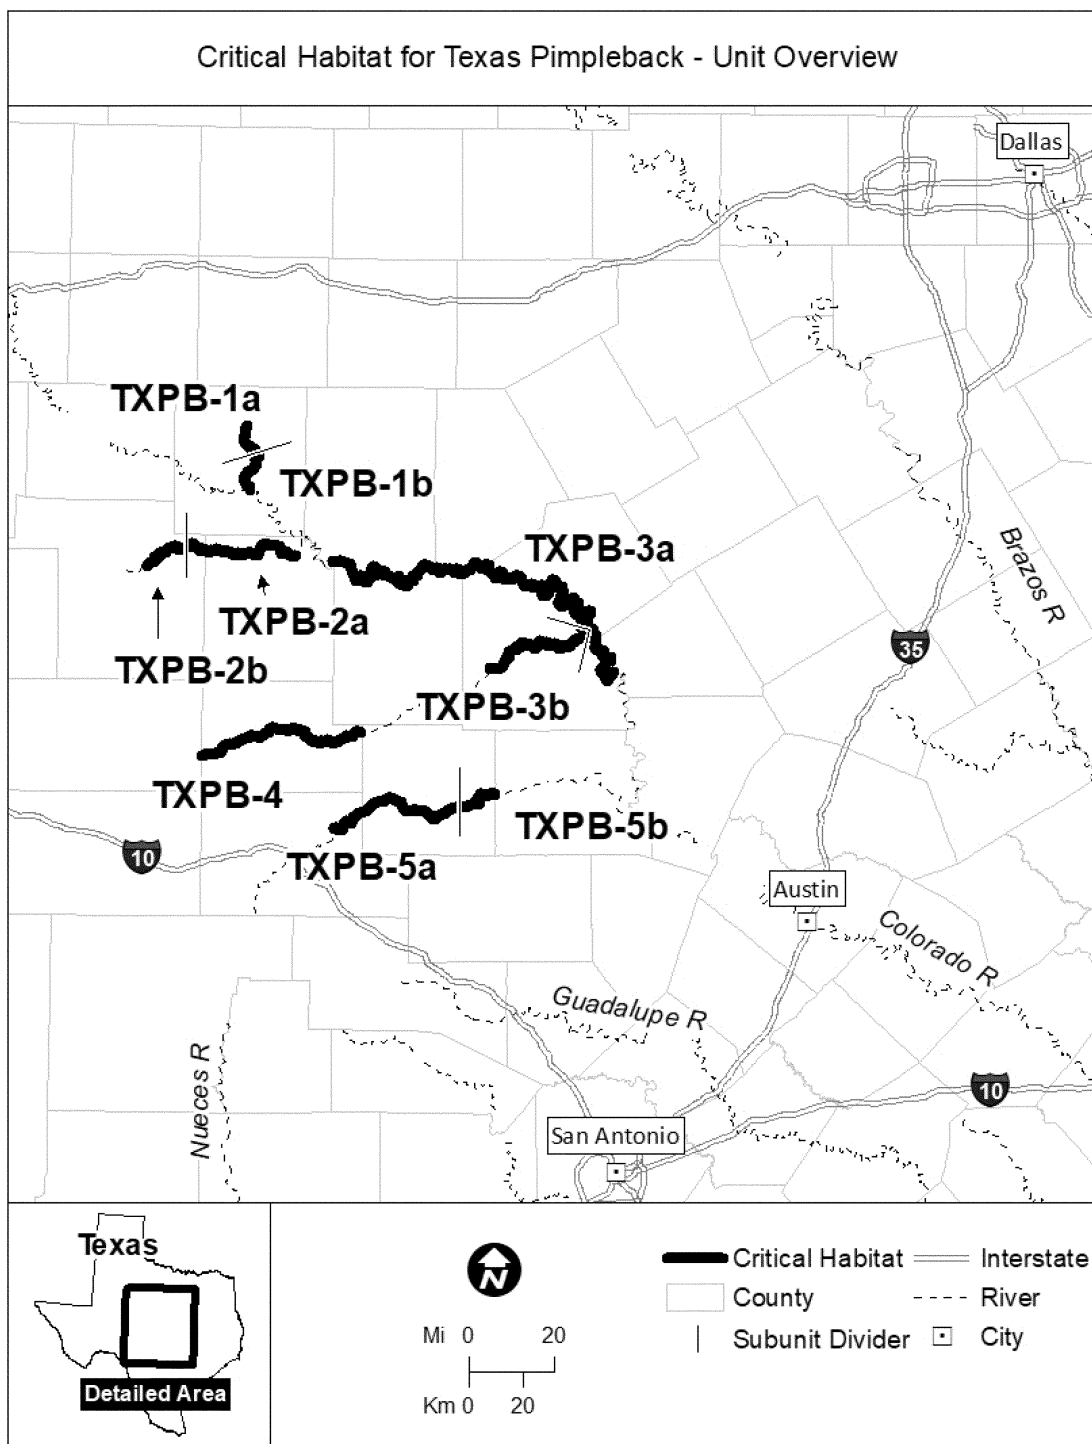 Critical Habitat for Texas Pimpleback - Unit Overview
Dallas
TXPB-1a
TXPB-1b
TXPB-3a
Brazos R
TXPB-2a
35
TXPB-2b
TXPB-3b
TXPB-4
TXPB-5b
10
TXPB-5a
Austin
Colorado R
Guadalupe R
Nueces R
10
San Antonio
Texas
Detailed Area
N
Mi 0 20
Km 0 20
Critical Habitat
Interstate
County
River
Subunit Divider
City